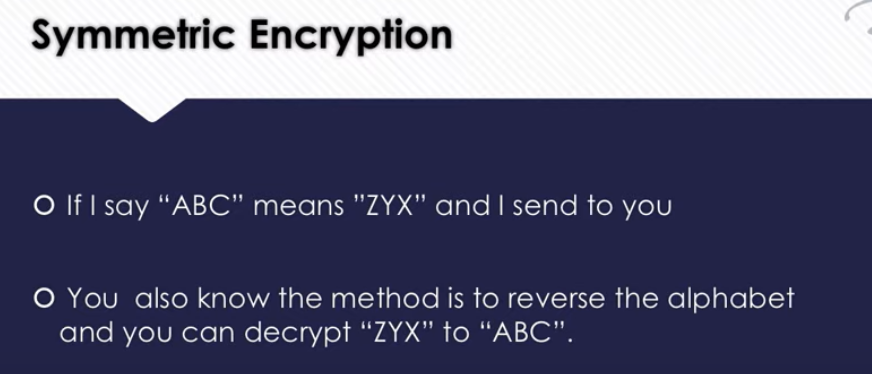 Symmetric Encryption
O If I say “ABC” means ”ZYX” and I send to you
O You also know the method is to reverse the alphabet
and you can decrypt “ZYX” to “ABC”.